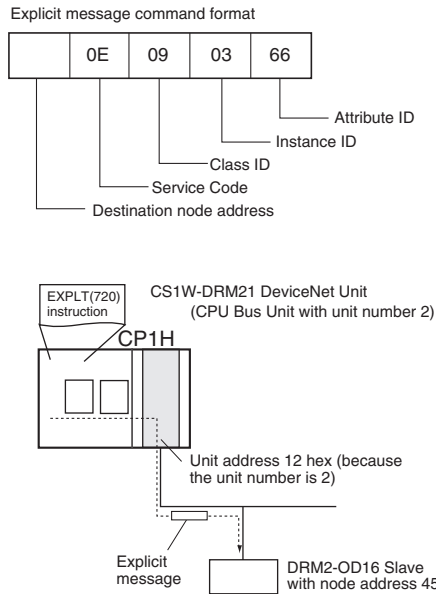 Explicit message command format
0E 09 03 66
Attribute ID
Instance ID
Class ID
Service Code
Destination node address
EXPLT(720)
instruction
CS1W-DRM21 DeviceNet Unit
(CPU Bus Unit with unit number 2)
CP1H
Unit address 12 hex (because
the unit number is 2)
Explicit
message
DRM2-OD16 Slave
with node address 45